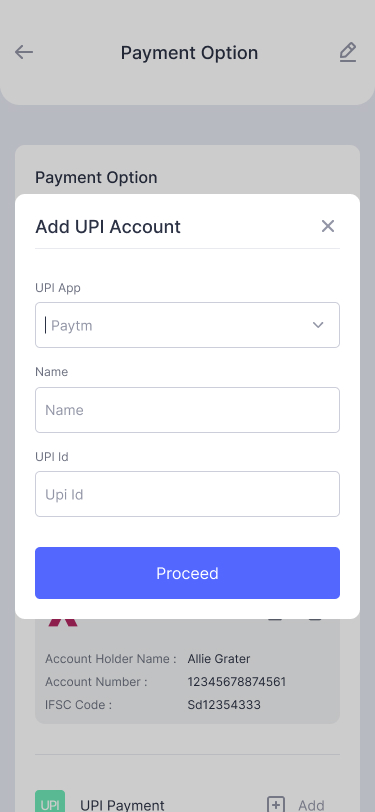 Payment Option
Payment Option
Add UPI Account
UPI App
Paytm
Name
Name
UPI Id
Upi Id
Proceed
Account Holder Name : Allie Grater
Account Number : 12345678874561
IFSC Code : Sd12354333
UPI UPI Payment Add